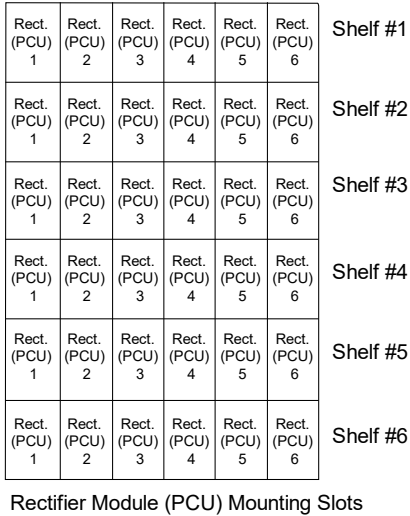 Rect. Rect. Rect. Rect. Rect. Rect. Shelf #1
(PCU) (PCU) (PCU) (PCU) (PCU) (PCU)
1 2 3 4 5 6
Rect. Rect. Rect. Rect. Rect. Rect. Shelf #2
(PCU) (PCU) (PCU) (PCU) (PCU) (PCU)
1 2 3 4 5 6
Rect. Rect. Rect. Rect. Rect. Rect. Shelf #3
(PCU) (PCU) (PCU) (PCU) (PCU) (PCU)
1 2 3 4 5 6
Rect. Rect. Rect. Rect. Rect. Rect. Shelf #4
(PCU) (PCU) (PCU) (PCU) (PCU) (PCU)
1 2 3 4 5 6
Rect. Rect. Rect. Rect. Rect. Rect. Shelf #5
(PCU) (PCU) (PCU) (PCU) (PCU) (PCU)
1 2 3 4 5 6
Rect. Rect. Rect. Rect. Rect. Rect. Shelf #6
(PCU) (PCU) (PCU) (PCU) (PCU) (PCU)
1 2 3 4 5 6
Rectifier Module (PCU) Mounting Slots